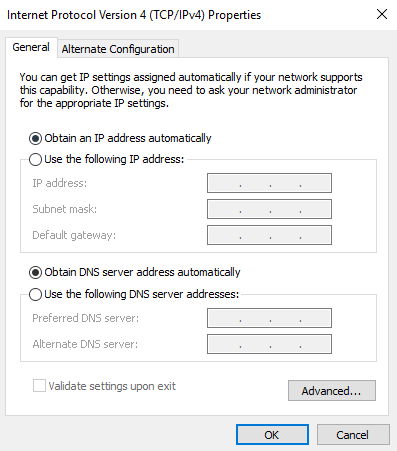 Internet Protocol Version 4 (TCP/IPv4) Properties
General Alternate Configuration
You can get IP settings assigned automatically if your network supports
this capability. Otherwise, you need to ask your network administrator
for the appropriate IP settings.
Obtain an IP address automatically
Use the following IP address:
IP address: . . .
Subnet mask: . . .
Default gateway: . . .
Obtain DNS server address automatically
Use the following DNS server addresses:
Preferred DNS server: . . .
Alternate DNS server: . . .
Validate settings upon exit
Advanced...
OK Cancel